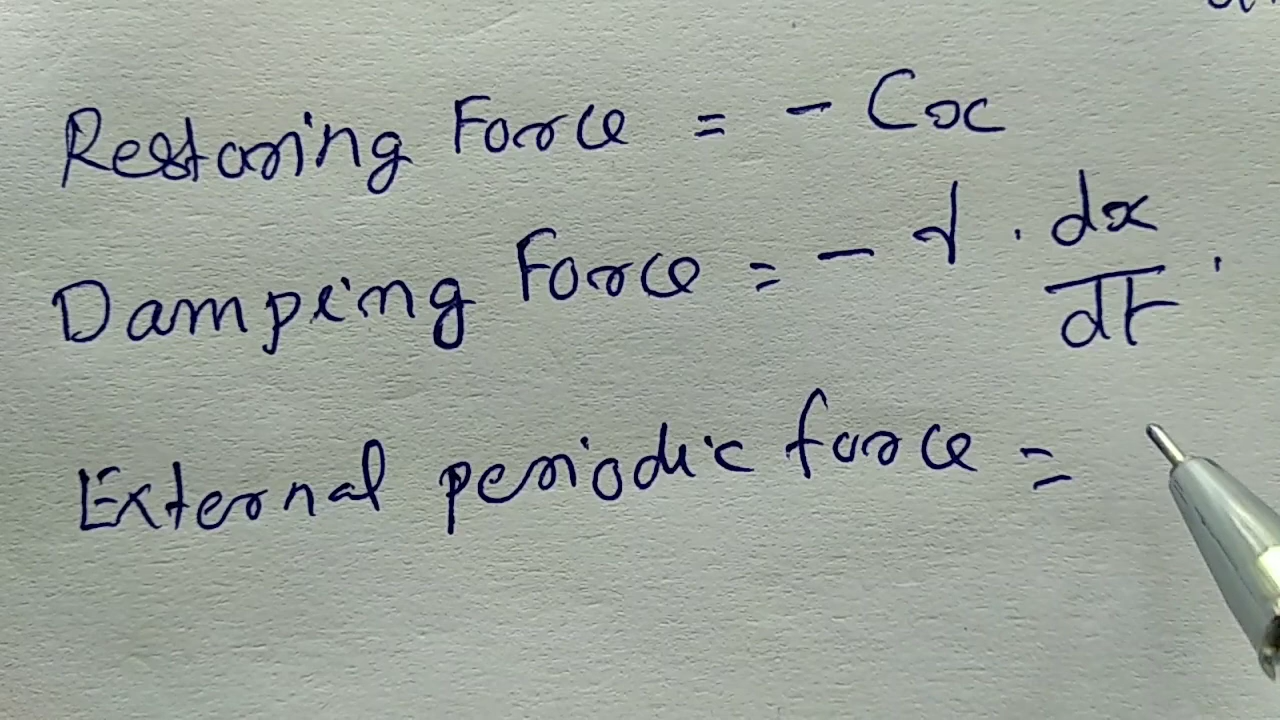 Restoring Force = - Cx
Damping Force = - γ . dx/dt .
External periodic force =